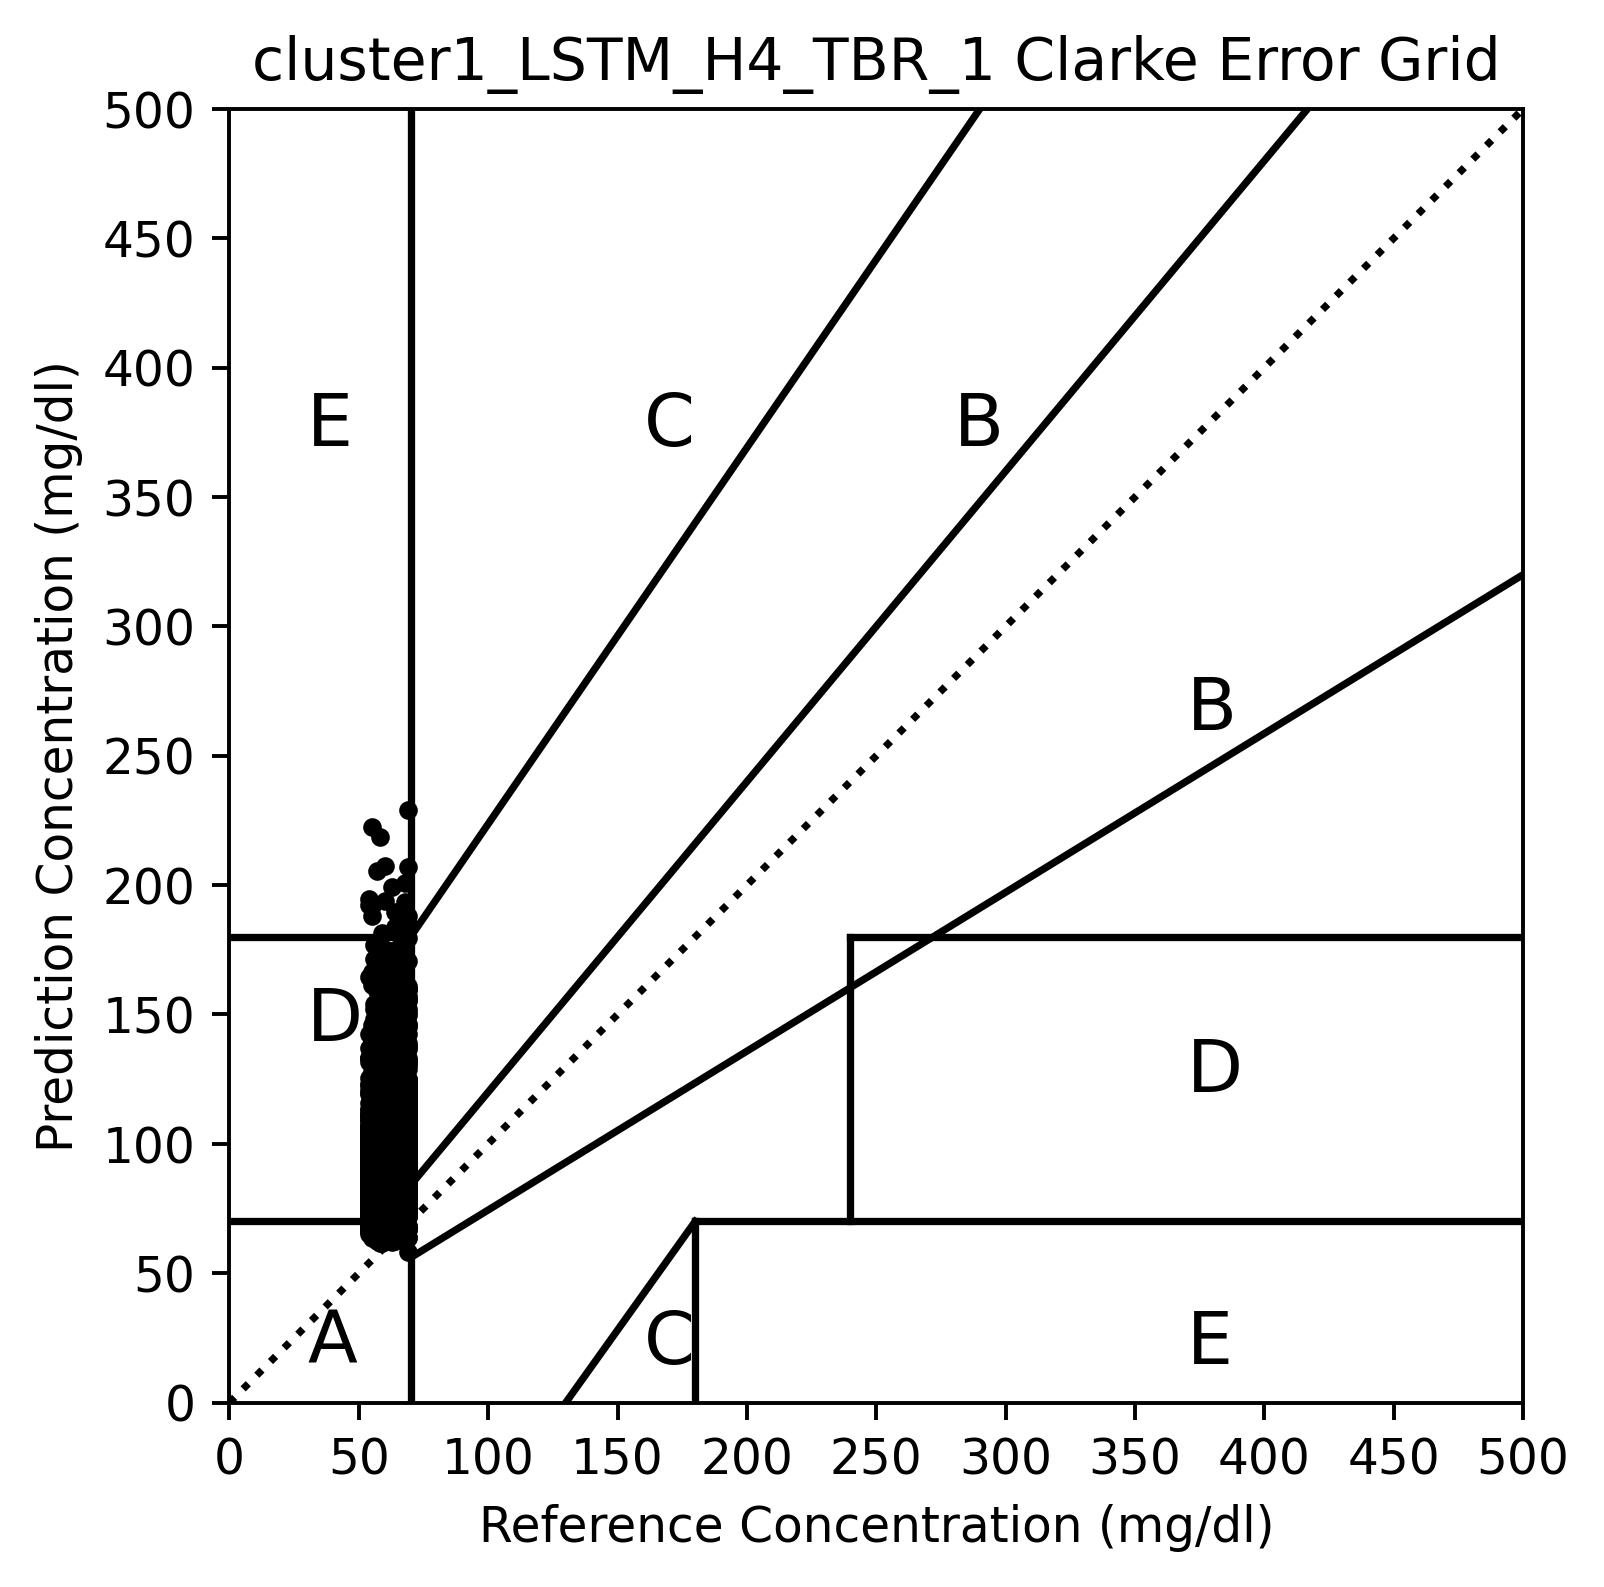 cluster1_LSTM_H4_TBR_1 Clarke Error Grid
500
450
400
350
300
250
200
150
100
50
0
Prediction Concentration (mg/dl)
E
C
B
B
D
D
A
C
E
0 50 100 150 200 250 300 350 400 450 500
Reference Concentration (mg/dl)